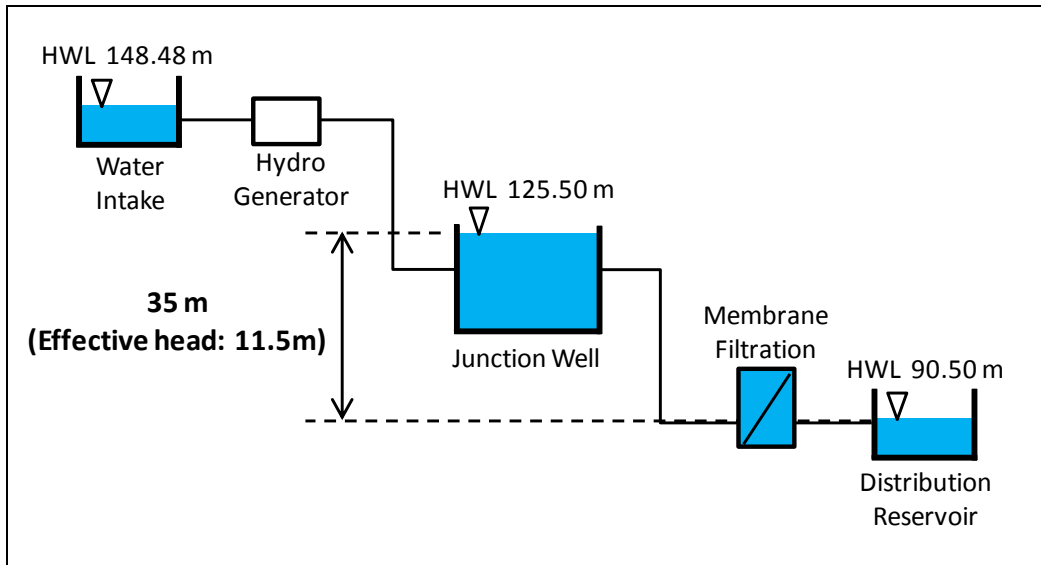 HWL 148.48 m
Water
Intake
Hydro
Generator
HWL 125.50 m
35 m
(Effective head: 11.5m)
Junction Well
Membrane
Filtration
HWL 90.50 m
Distribution
Reservoir